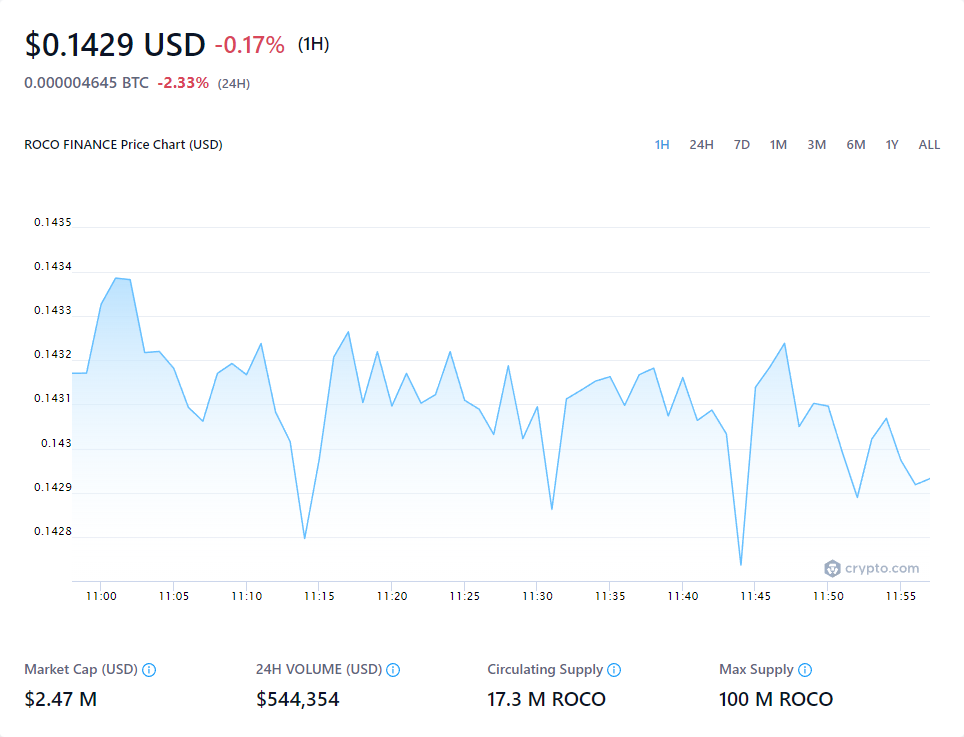 $0.1429 USD -0.17% (1H)
0.000004645 BTC -2.33% (24H)
ROCO FINANCE Price Chart (USD) 1H 24H 7D 1M 3M 6M 1Y ALL
0.1435
0.1434
0.1433
0.1432
0.1431
0.143
0.1429
0.1428
crypto.com
11:00 11:05 11:10 11:15 11:20 11:25 11:30 11:35 11:40 11:45 11:50 11:55
Market Cap (USD) 24H VOLUME (USD) Circulating Supply Max Supply
$2.47 M $544,354 17.3 M ROCO 100 M ROCO